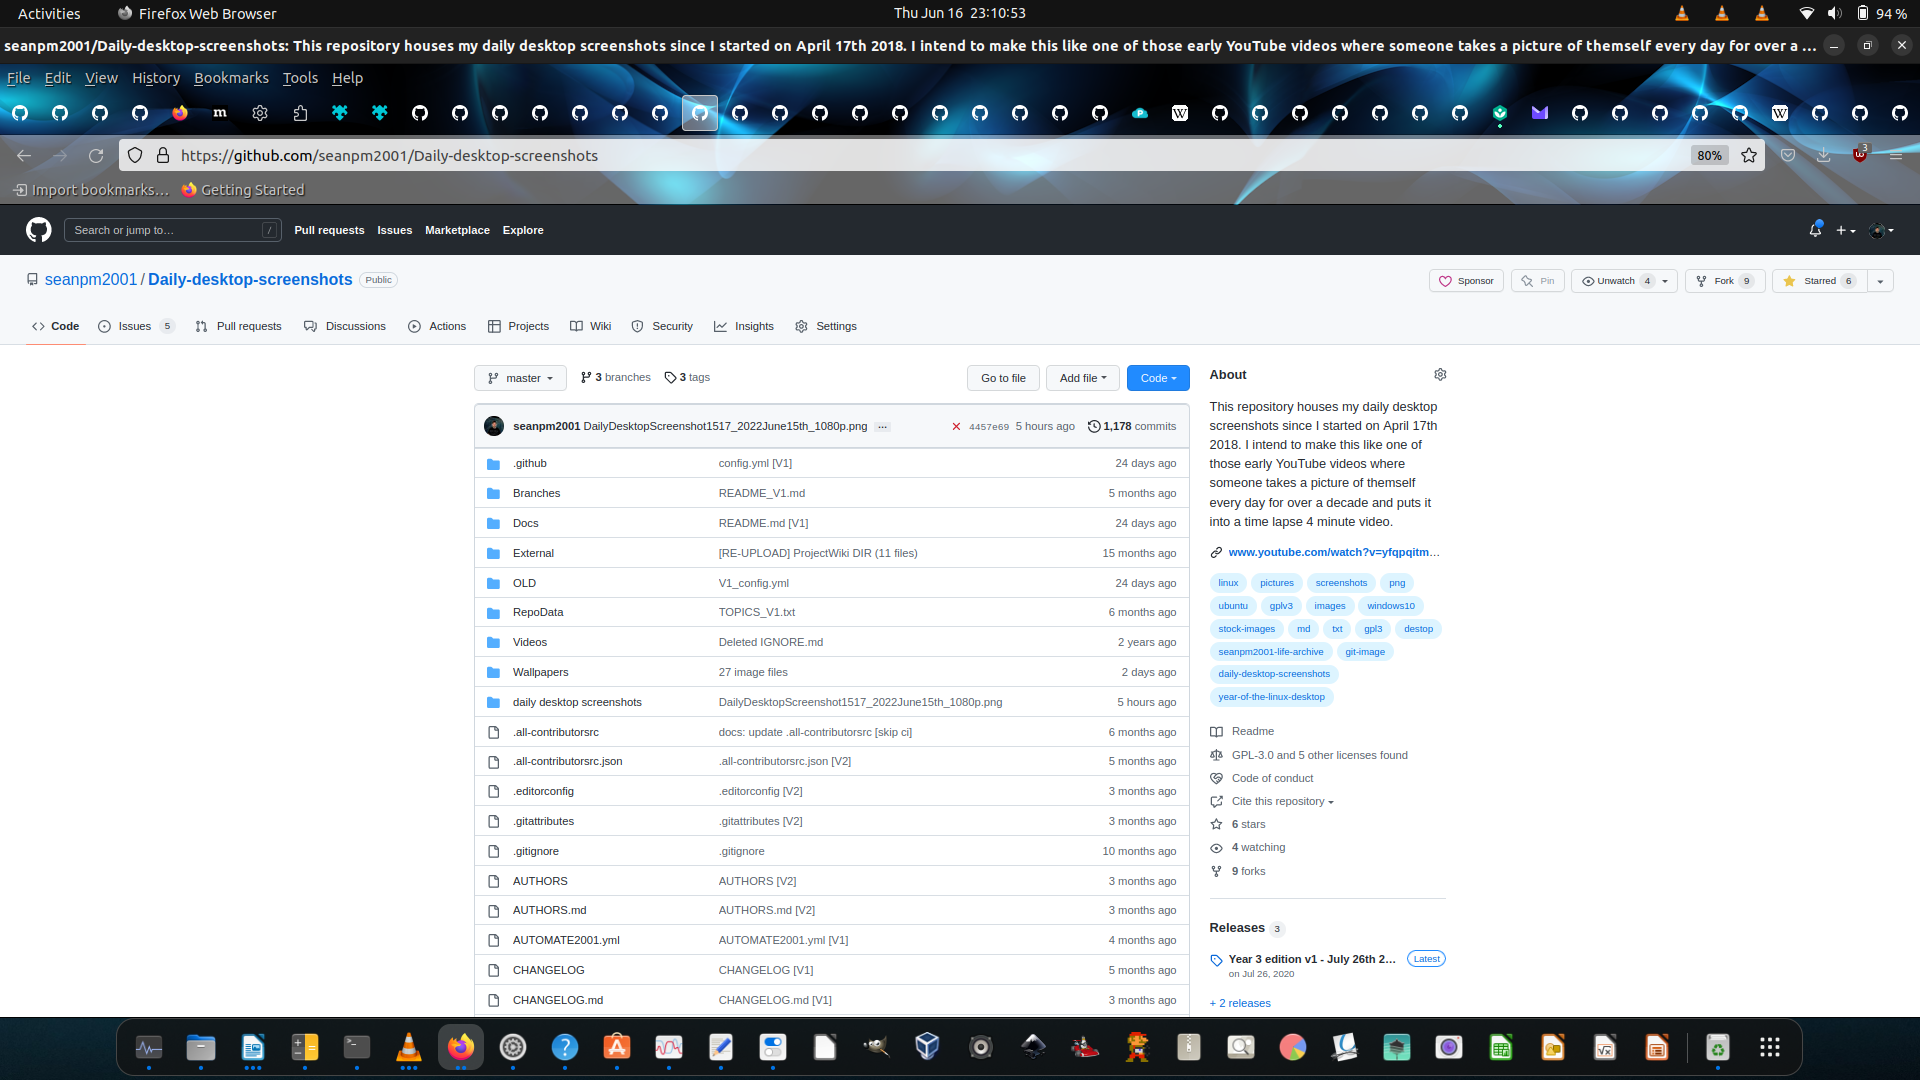 Activities Firefox Web Browser Thu Jun 16 23:10:53 94 %
seanpm2001/Daily-desktop-screenshots: This repository houses my daily desktop screenshots since I started on April 17th 2018. I intend to make this like one of those early YouTube videos where someone takes a picture of themself every day for over a ...
File Edit View History Bookmarks Tools Help
https://github.com/seanpm2001/Daily-desktop-screenshots 80% 3
Import bookmarks... Getting Started
Search or jump to... / Pull requests Issues Marketplace Explore
seanpm2001 / Daily-desktop-screenshots Public Sponsor Pin Unwatch 4 Fork 9 Starred 6
Code Issues 5 Pull requests Discussions Actions Projects Wiki Security Insights Settings
master 3 branches 3 tags Go to file Add file Code
seanpm2001 DailyDesktopScreenshot1517_2022June15th_1080p.png ... 4457e69 5 hours ago 1,178 commits
.github config.yml [V1] 24 days ago
Branches README_V1.md 5 months ago
Docs README.md [V1] 24 days ago
External [RE-UPLOAD] ProjectWiki DIR (11 files) 15 months ago
OLD V1_config.yml 24 days ago
RepoData TOPICS_V1.txt 6 months ago
Videos Deleted IGNORE.md 2 years ago
Wallpapers 27 image files 2 days ago
daily desktop screenshots DailyDesktopScreenshot1517_2022June15th_1080p.png 5 hours ago
.all-contributorsrc docs: update .all-contributorsrc [skip ci] 6 months ago
.all-contributorsrc.json .all-contributorsrc.json [V2] 5 months ago
.editorconfig .editorconfig [V2] 3 months ago
.gitattributes .gitattributes [V2] 3 months ago
.gitignore .gitignore 10 months ago
AUTHORS AUTHORS [V2] 3 months ago
AUTHORS.md AUTHORS.md [V2] 3 months ago
AUTOMATE2001.yml AUTOMATE2001.yml [V1] 4 months ago
CHANGELOG CHANGELOG [V1] 5 months ago
CHANGELOG.md CHANGELOG.md [V1] 3 months ago
About
This repository houses my daily desktop
screenshots since I started on April 17th
2018. I intend to make this like one of
those early YouTube videos where
someone takes a picture of themself
every day for over a decade and puts it
into a time lapse 4 minute video.
www.youtube.com/watch?v=yfqpqitm...
linux pictures screenshots png
ubuntu gplv3 images windows10
stock-images md txt gpl3 destop
seanpm2001-life-archive git-image
daily-desktop-screenshots
year-of-the-linux-desktop
Readme
GPL-3.0 and 5 other licenses found
Code of conduct
Cite this repository
6 stars
4 watching
9 forks
Releases 3
Year 3 edition v1 - July 26th 2... Latest
on Jul 26, 2020
+ 2 releases